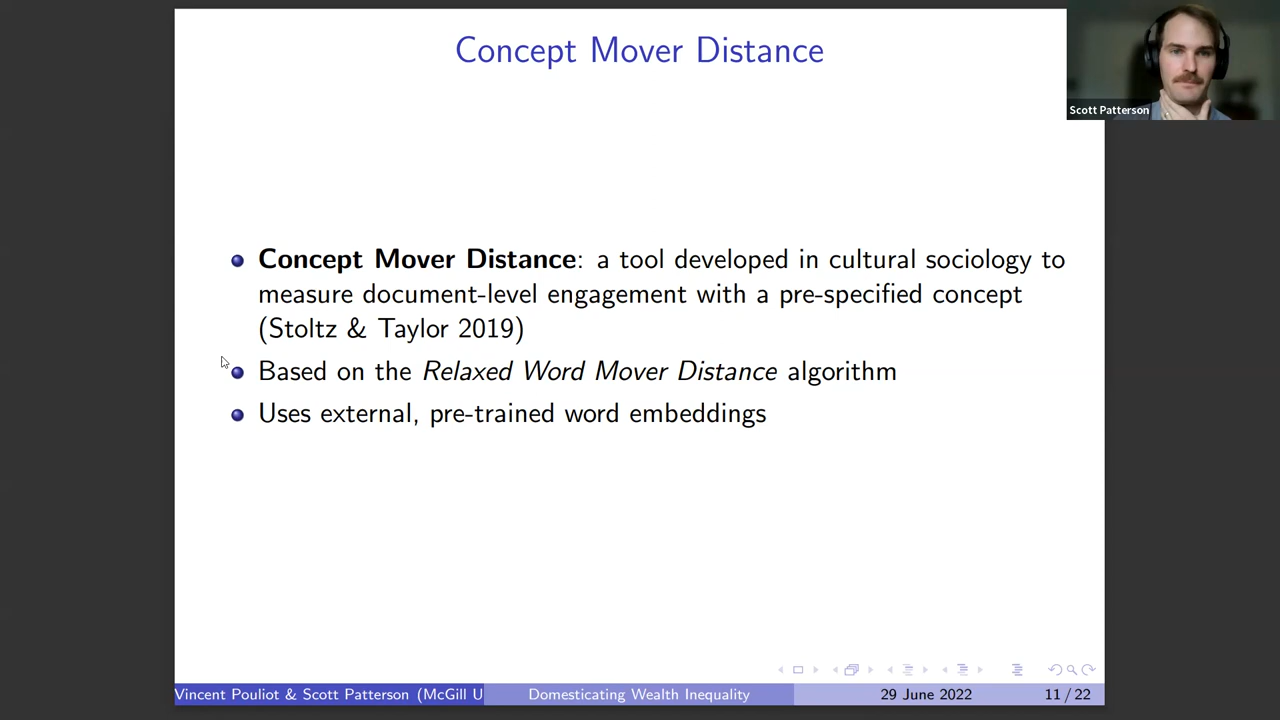 Concept Mover Distance
Scott Patterson
Concept Mover Distance: a tool developed in cultural sociology to
measure document-level engagement with a pre-specified concept
(Stoltz & Taylor 2019)
Based on the Relaxed Word Mover Distance algorithm
Uses external, pre-trained word embeddings
Vincent Pouliot & Scott Patterson (McGill U
Domesticating Wealth Inequality
29 June 2022
11 / 22